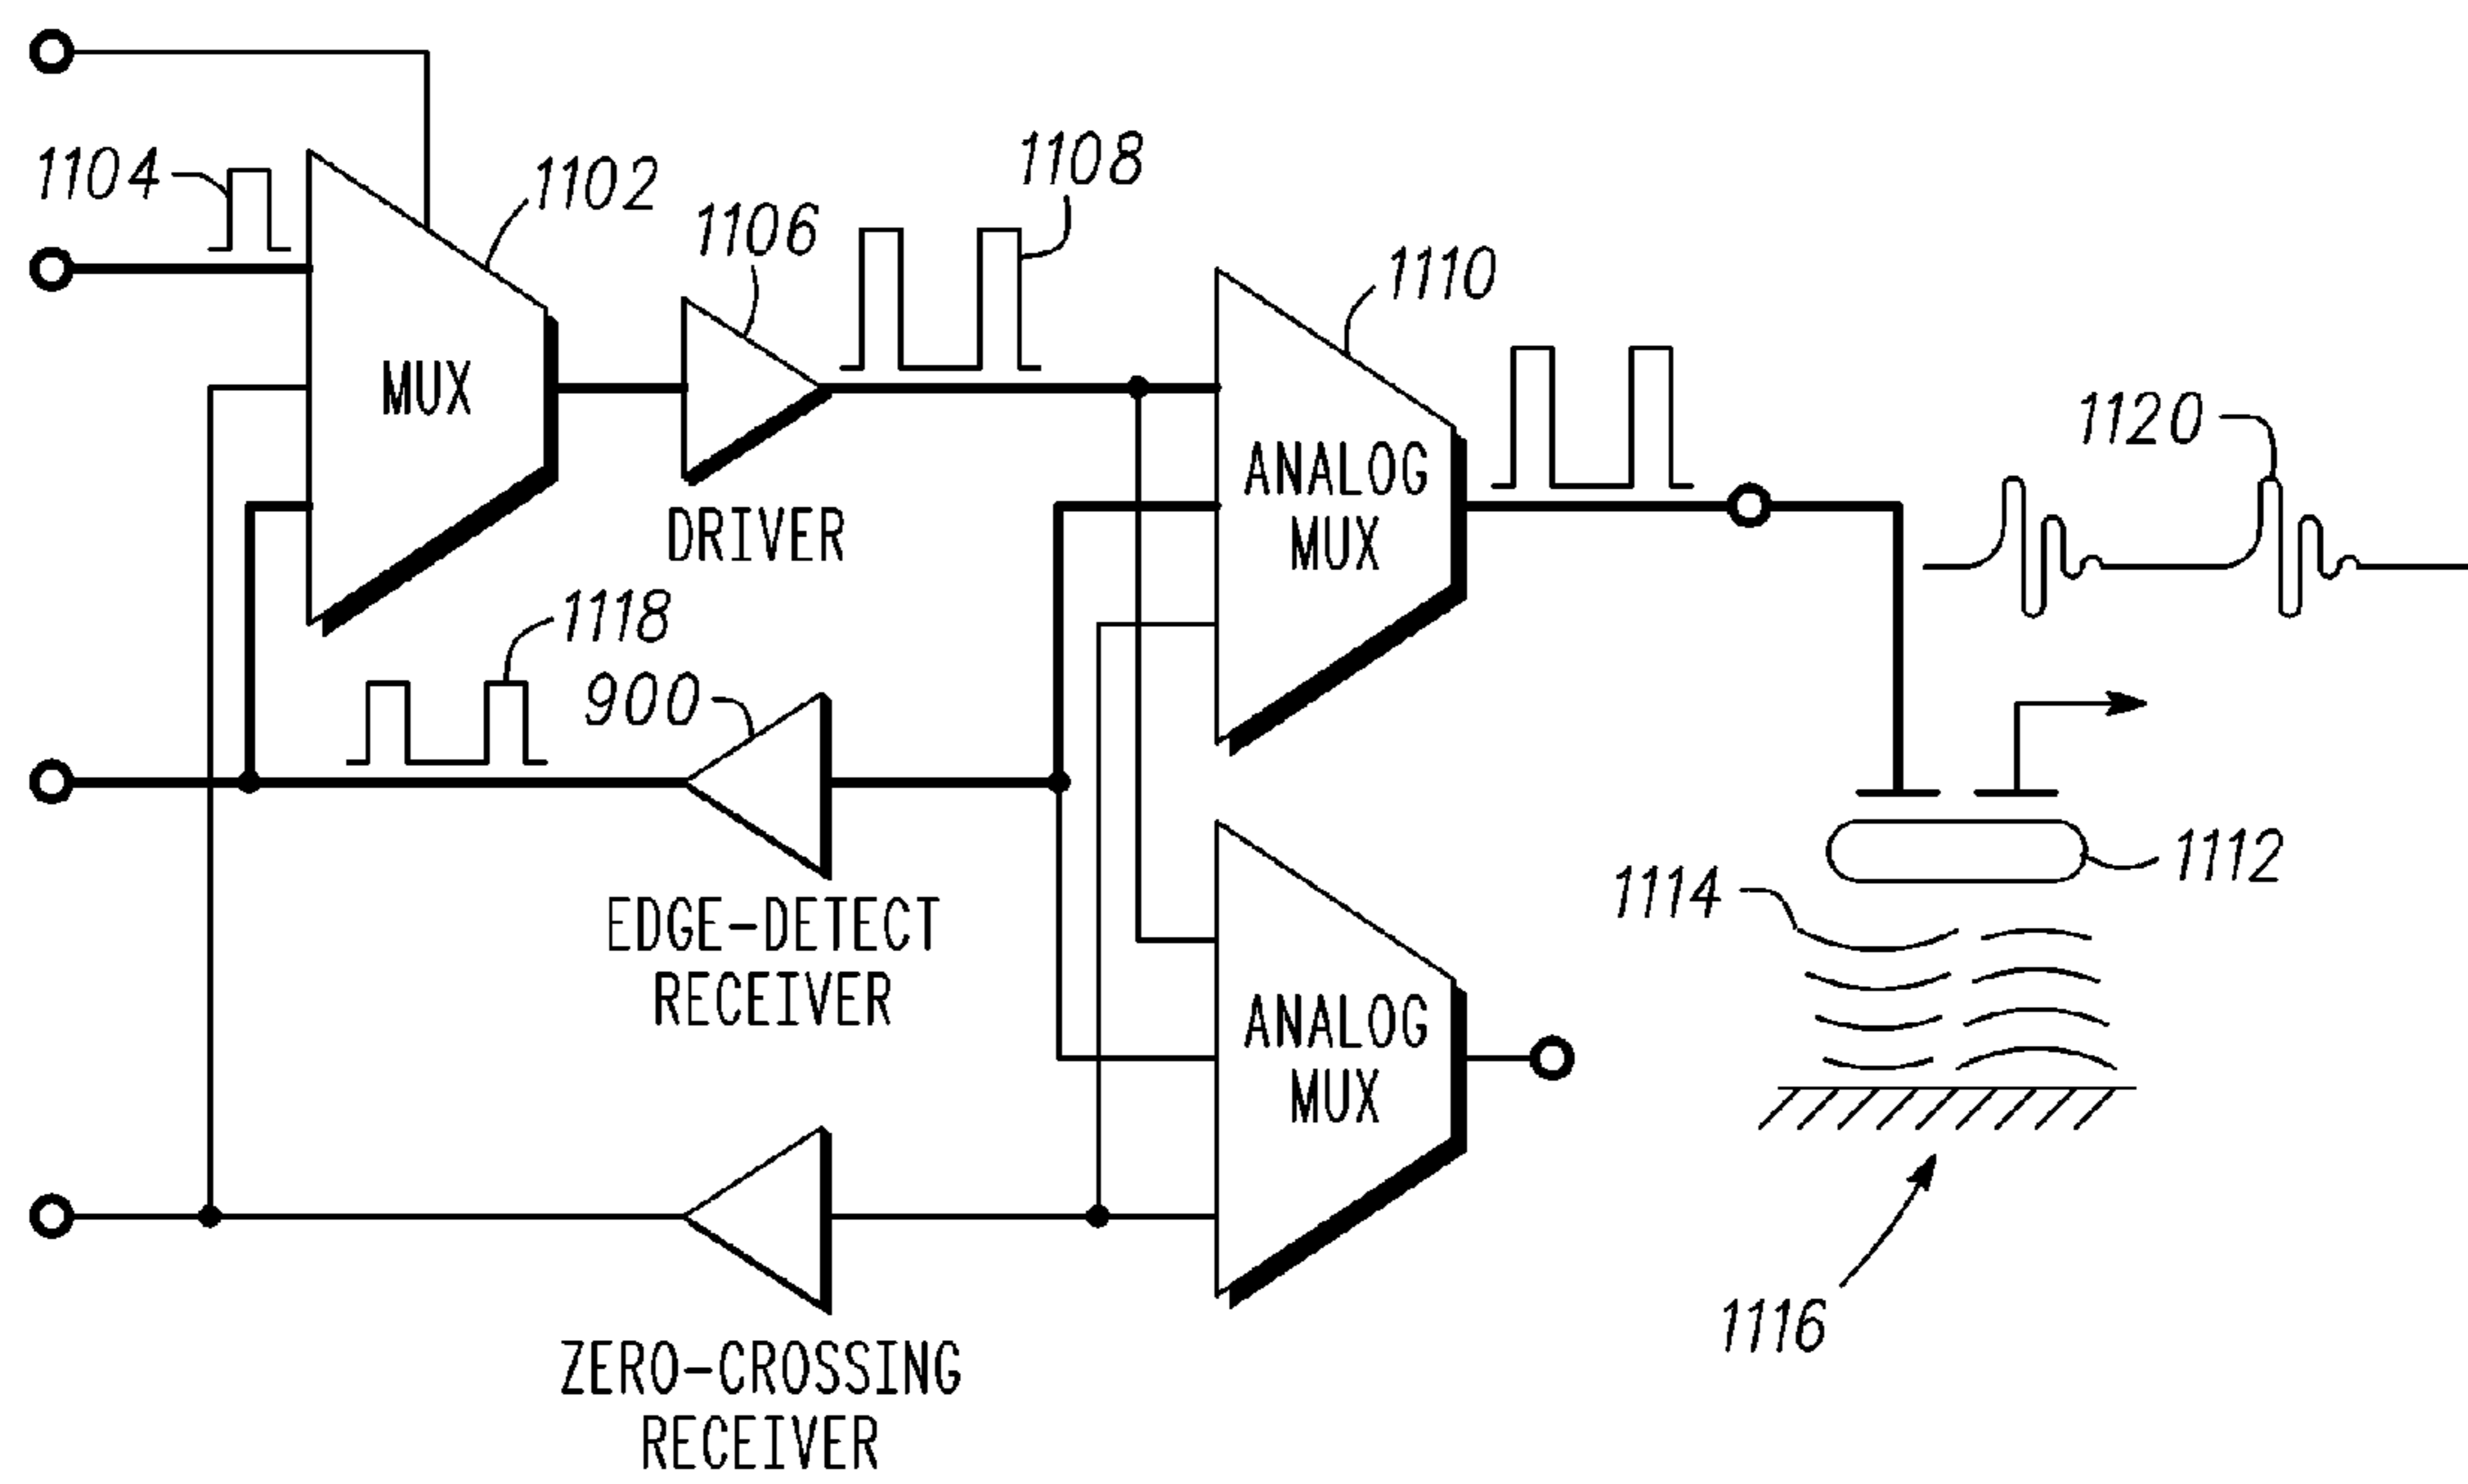 1104
1102
1106
1108
1110
1120
MUX
DRIVER
ANALOG
MUX
1118
900
EDGE-DETECT
RECEIVER
1114
1112
ANALOG
MUX
1116
ZERO-CROSSING
RECEIVER